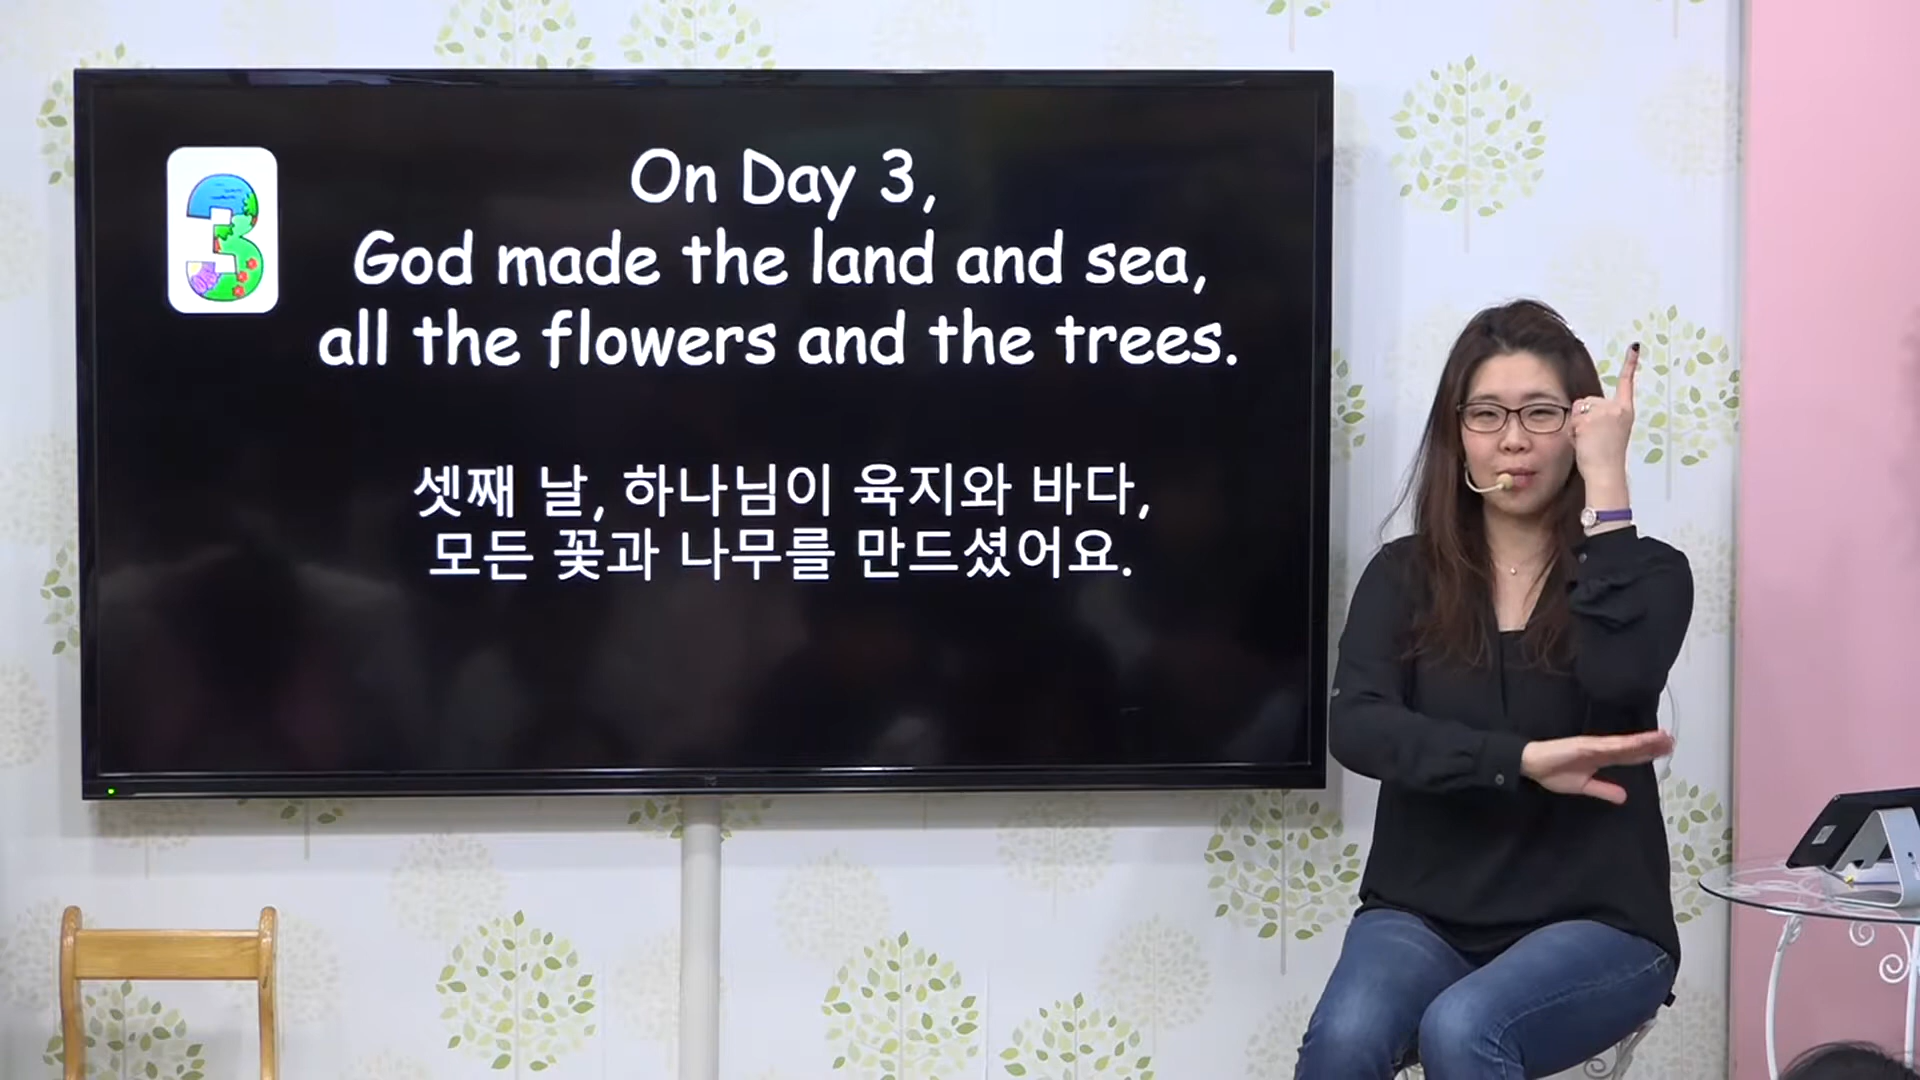 3
On Day 3,
God made the land and sea,
all the flowers and the trees.
셋째 날, 하나님이 육지와 바다,
모든 꽃과 나무를 만드셨어요.